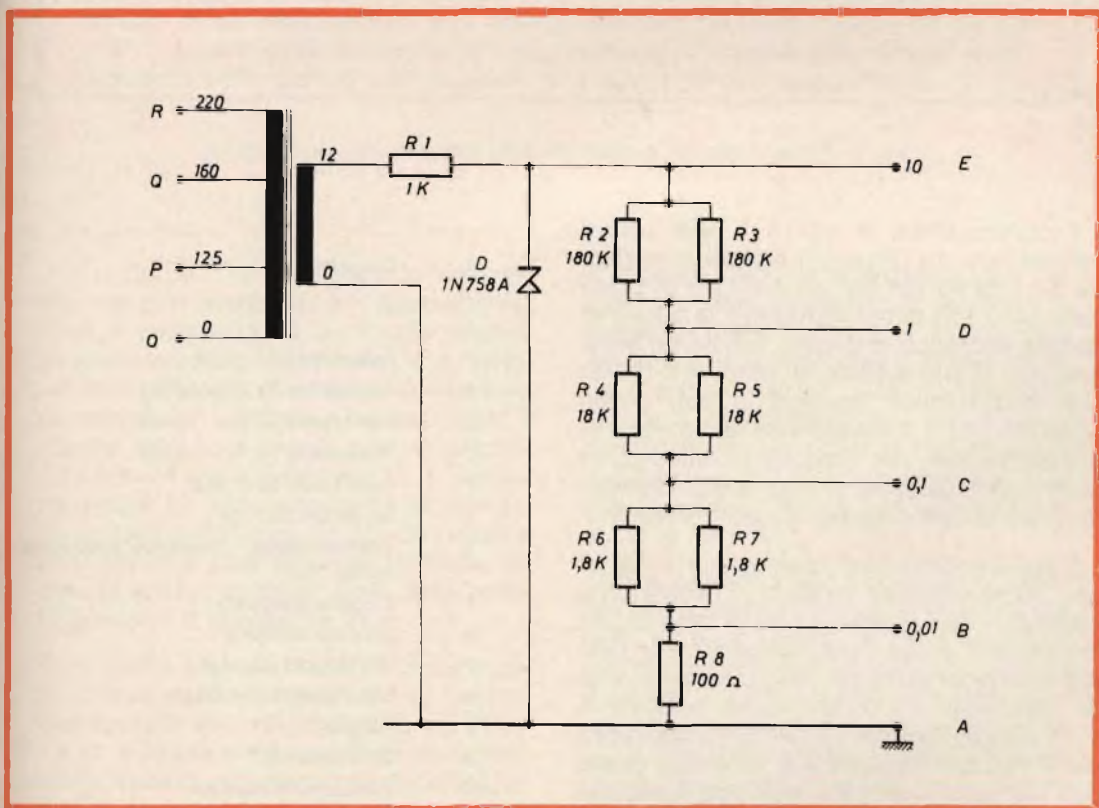 R 220
12
R 1
1 K
10 E
Q 160
R 2
180 K
R 3
180 K
P 125
0
D
1N758A
1 D
O 0
R 4
18 K
R 5
18 K
0,1 C
R 6
1,8 K
R 7
1,8 K
0,01 B
R 8
100 Ω
A